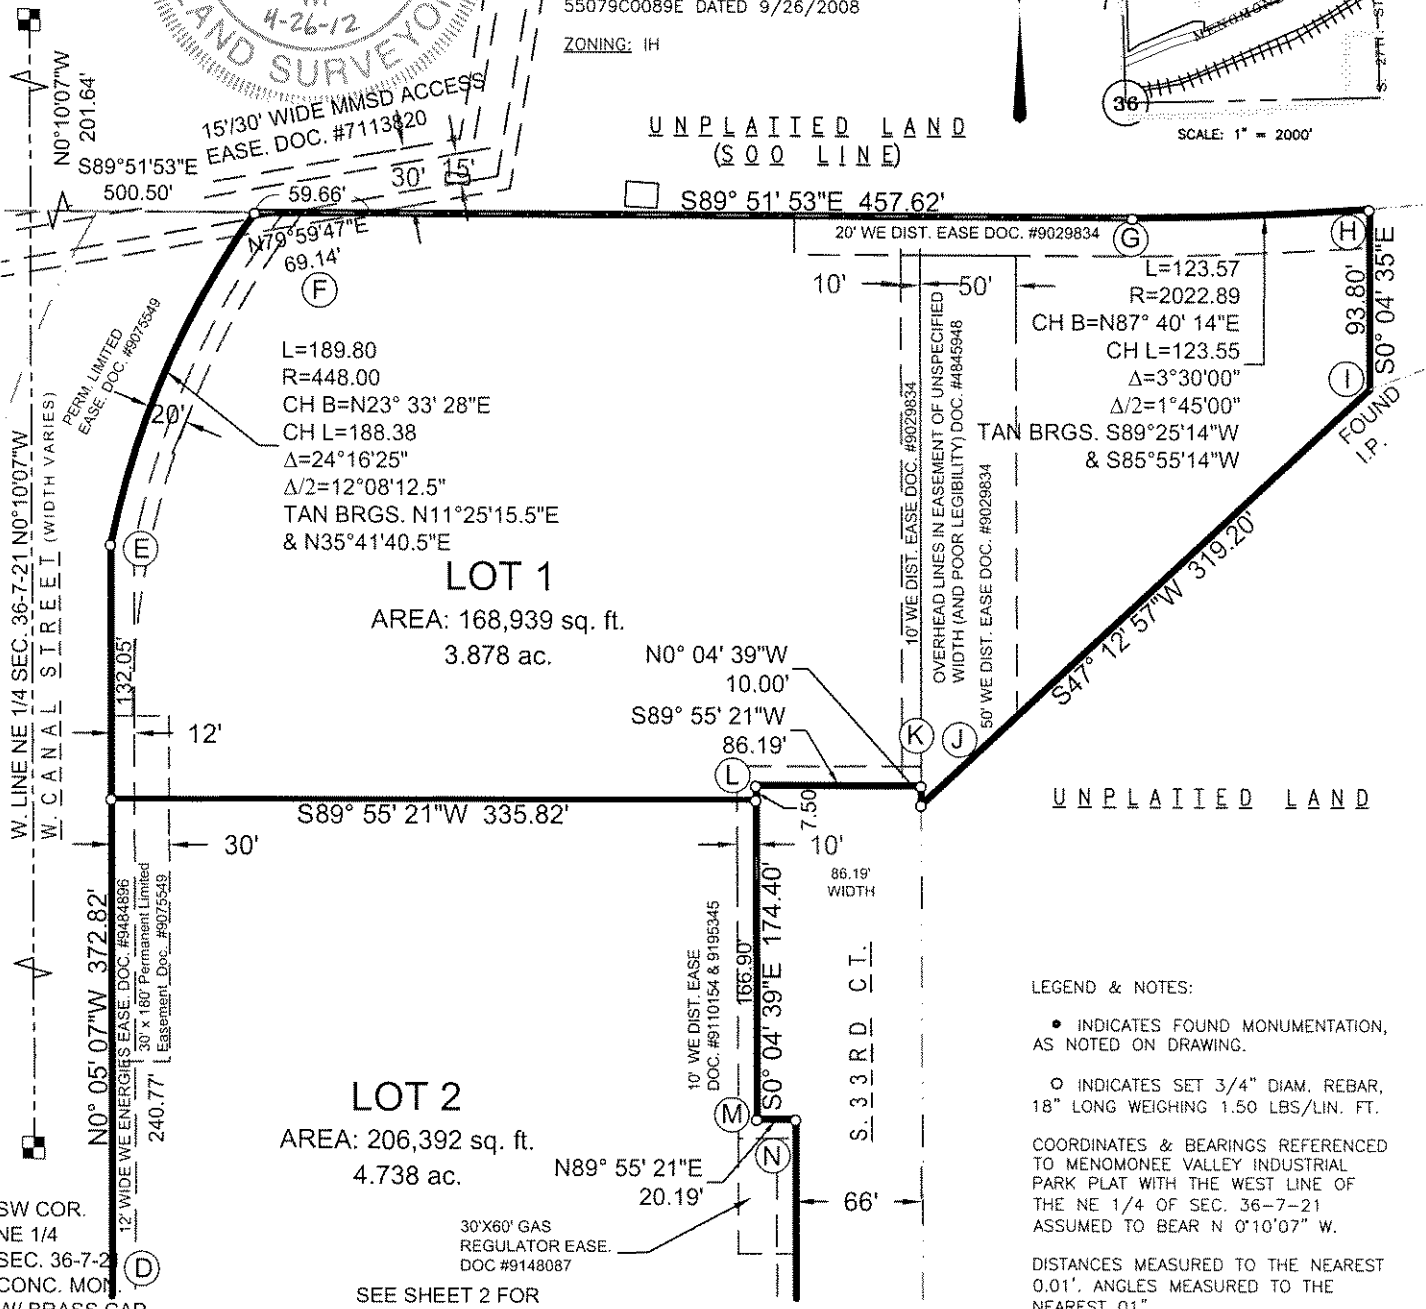 4-26-12
LAND SURVEYOR
55079C0089E DATED 9/26/2008
ZONING: IH
36
SCALE: 1" = 2000'
N0°10'07"W
201.64'
S89°51'53"E
500.50'
15'/30' WIDE MMSD ACCESS
EASE. DOC. #7113820
30'
15'
UNPLATTED LAND
(SOO LINE)
59.66'
S89° 51' 53"E 457.62'
N79°59'47"E
69.14'
F
20' WE DIST. EASE DOC. #9029834
G
H
10'
50'
L=123.57
R=2022.89
CH B=N87° 40' 14"E
CH L=123.55
Δ=3°30'00"
Δ/2=1°45'00"
TAN BRGS. S89°25'14"W
& S85°55'14"W
93.80'
S0° 04' 35"E
I
FOUND
I.P.
PERM. LIMITED
EASE. DOC. #9075549
20'
L=189.80
R=448.00
CH B=N23° 33' 28"E
CH L=188.38
Δ=24°16'25"
Δ/2=12°08'12.5"
TAN BRGS. N11°25'15.5"E
& N35°41'40.5"E
E
W. LINE NE 1/4 SEC. 36-7-21 N0°10'07"W
W. CANAL STREET (WIDTH VARIES)
LOT 1
AREA: 168,939 sq. ft.
3.878 ac.
10' WE DIST. EASE DOC. #9029834
OVERHEAD LINES IN EASEMENT OF UNSPECIFIED
WIDTH (AND POOR LEGIBILITY) DOC. #4845948
50' WE DIST. EASE DOC. #9029834
S47° 12' 57"W 319.20'
132.05'
12'
N0° 04' 39"W
10.00'
S89° 55' 21"W
86.19'
K
J
L
7.50
S89° 55' 21"W 335.82'
UNPLATTED LAND
30'
10'
86.19'
WIDTH
N0° 05' 07"W 372.82'
12' WIDE WE ENERGIES EASE. DOC. #9484896
30' x 180' Permanent Limited
Easement Doc. #9075549
240.77'
10' WE DIST. EASE
DOC. #9110154 & 9195345
166.90'
S0° 04' 39"E 174.40'
S. 33RD CT.
LOT 2
AREA: 206,392 sq. ft.
4.738 ac.
M
N
N89° 55' 21"E
20.19'
66'
30'X60' GAS
REGULATOR EASE.
DOC #9148087
SEE SHEET 2 FOR
SW COR.
NE 1/4
SEC. 36-7-21
CONC. MON.
W/ BRASS CAP
D
LEGEND & NOTES:
● INDICATES FOUND MONUMENTATION,
AS NOTED ON DRAWING.
○ INDICATES SET 3/4" DIAM. REBAR,
18" LONG WEIGHING 1.50 LBS/LIN. FT.
COORDINATES & BEARINGS REFERENCED
TO MENOMONEE VALLEY INDUSTRIAL
PARK PLAT WITH THE WEST LINE OF
THE NE 1/4 OF SEC. 36-7-21
ASSUMED TO BEAR N 0°10'07" W.
DISTANCES MEASURED TO THE NEAREST
0.01'. ANGLES MEASURED TO THE
NEAREST 01"